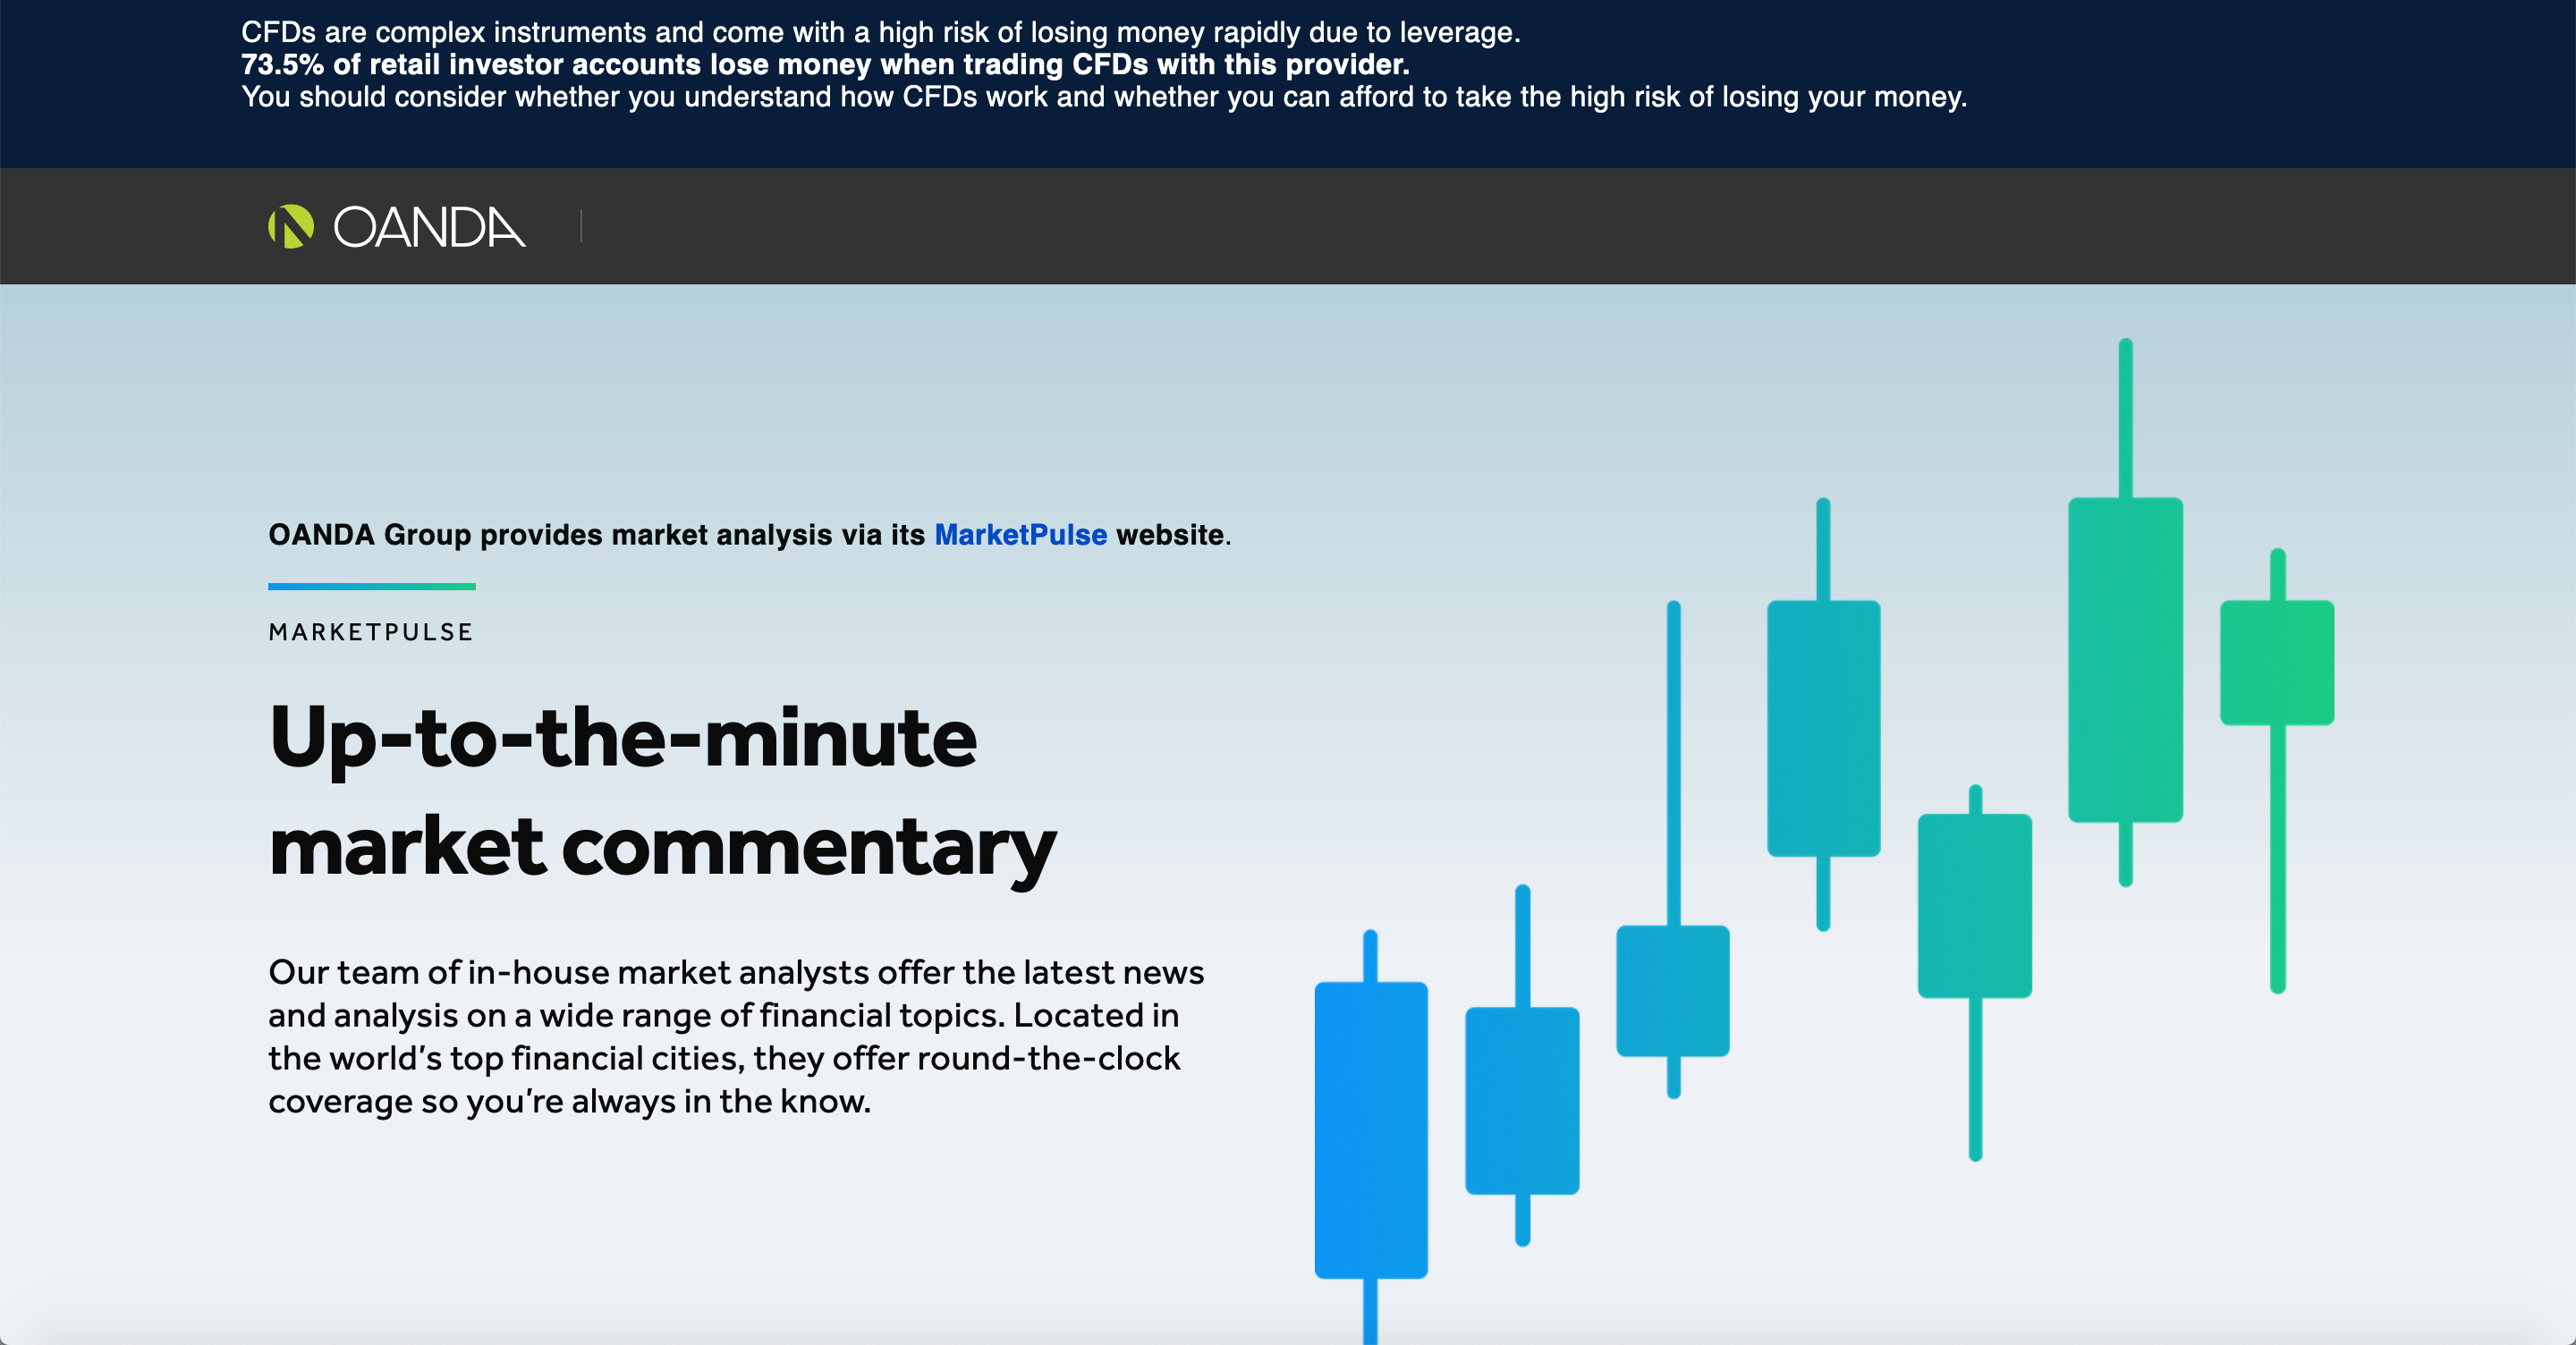 CFDs are complex instruments and come with a high risk of losing money rapidly due to leverage.
73.5% of retail investor accounts lose money when trading CFDs with this provider.
You should consider whether you understand how CFDs work and whether you can afford to take the high risk of losing your money.
OANDA
OANDA Group provides market analysis via its MarketPulse website.
MARKETPULSE
Up-to-the-minute
market commentary
Our team of in-house market analysts offer the latest news
and analysis on a wide range of financial topics. Located in
the world’s top financial cities, they offer round-the-clock
coverage so you’re always in the know.